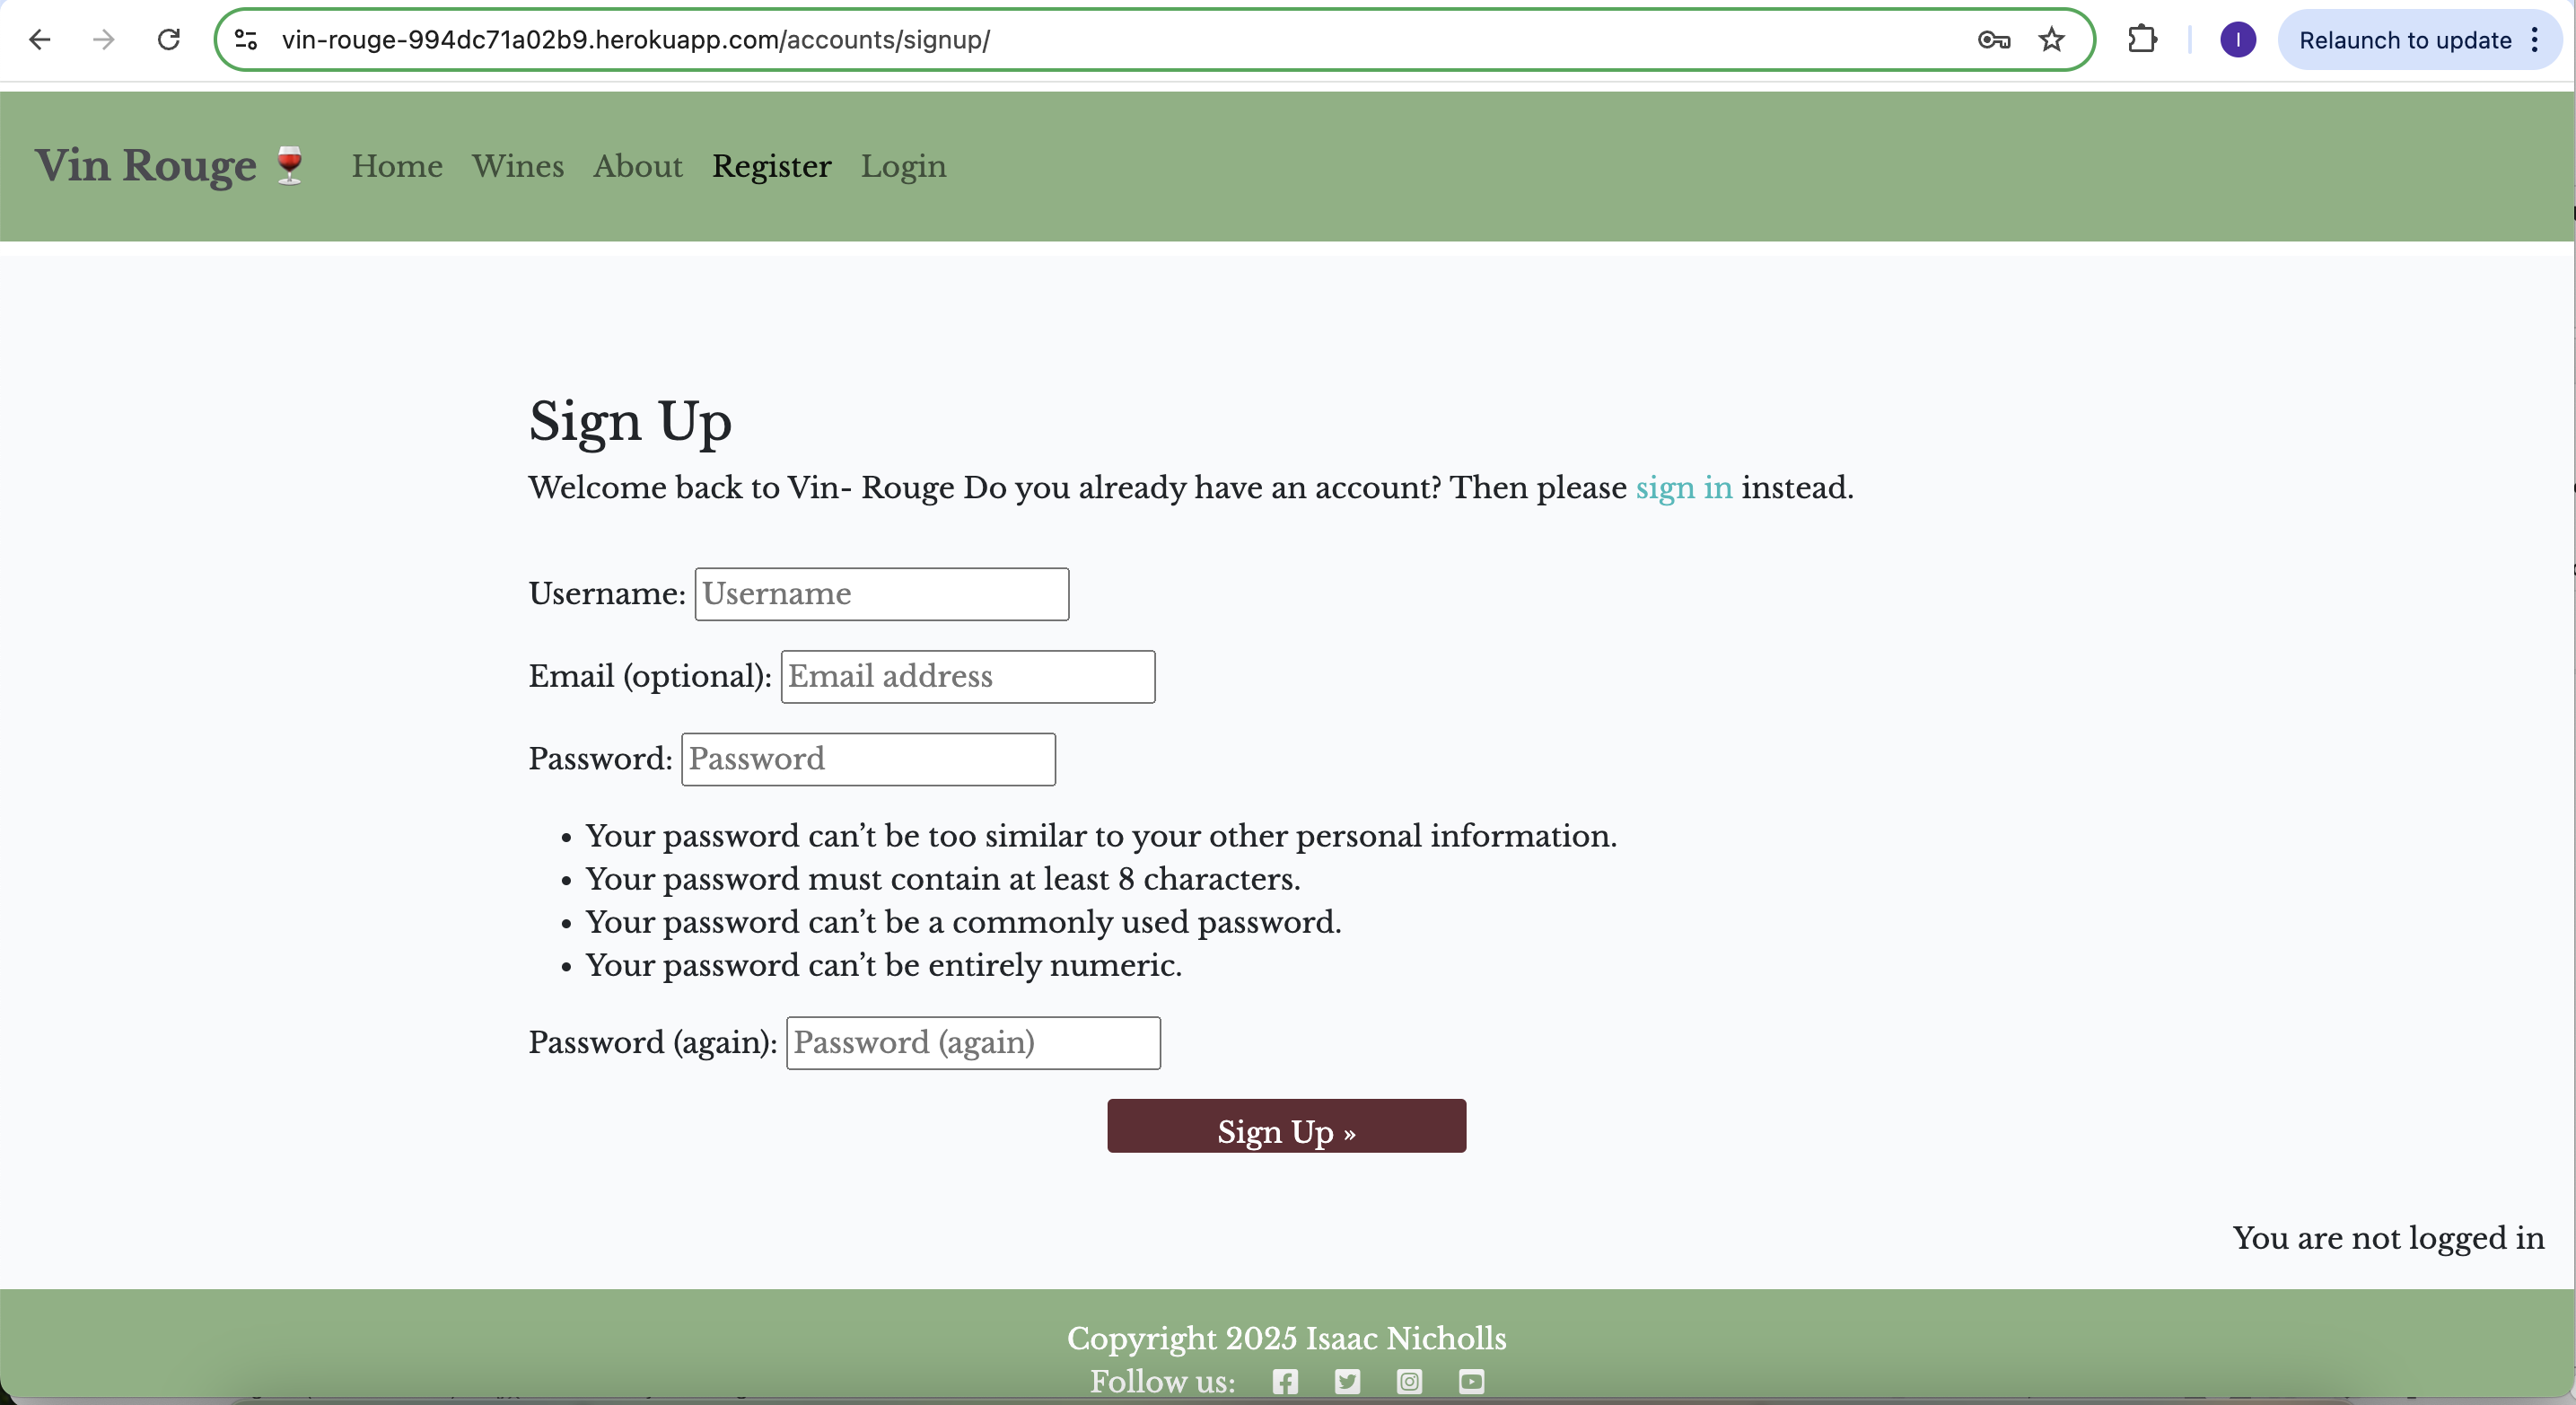 vin-rouge-994dc71a02b9.herokuapp.com/accounts/signup/
I
Relaunch to update
Vin Rouge 🍷 Home Wines About Register Login
Sign Up
Welcome back to Vin- Rouge Do you already have an account? Then please sign in instead.
Username: Username
Email (optional): Email address
Password: Password
• Your password can’t be too similar to your other personal information.
• Your password must contain at least 8 characters.
• Your password can’t be a commonly used password.
• Your password can’t be entirely numeric.
Password (again): Password (again)
Sign Up »
You are not logged in
Copyright 2025 Isaac Nicholls
Follow us: